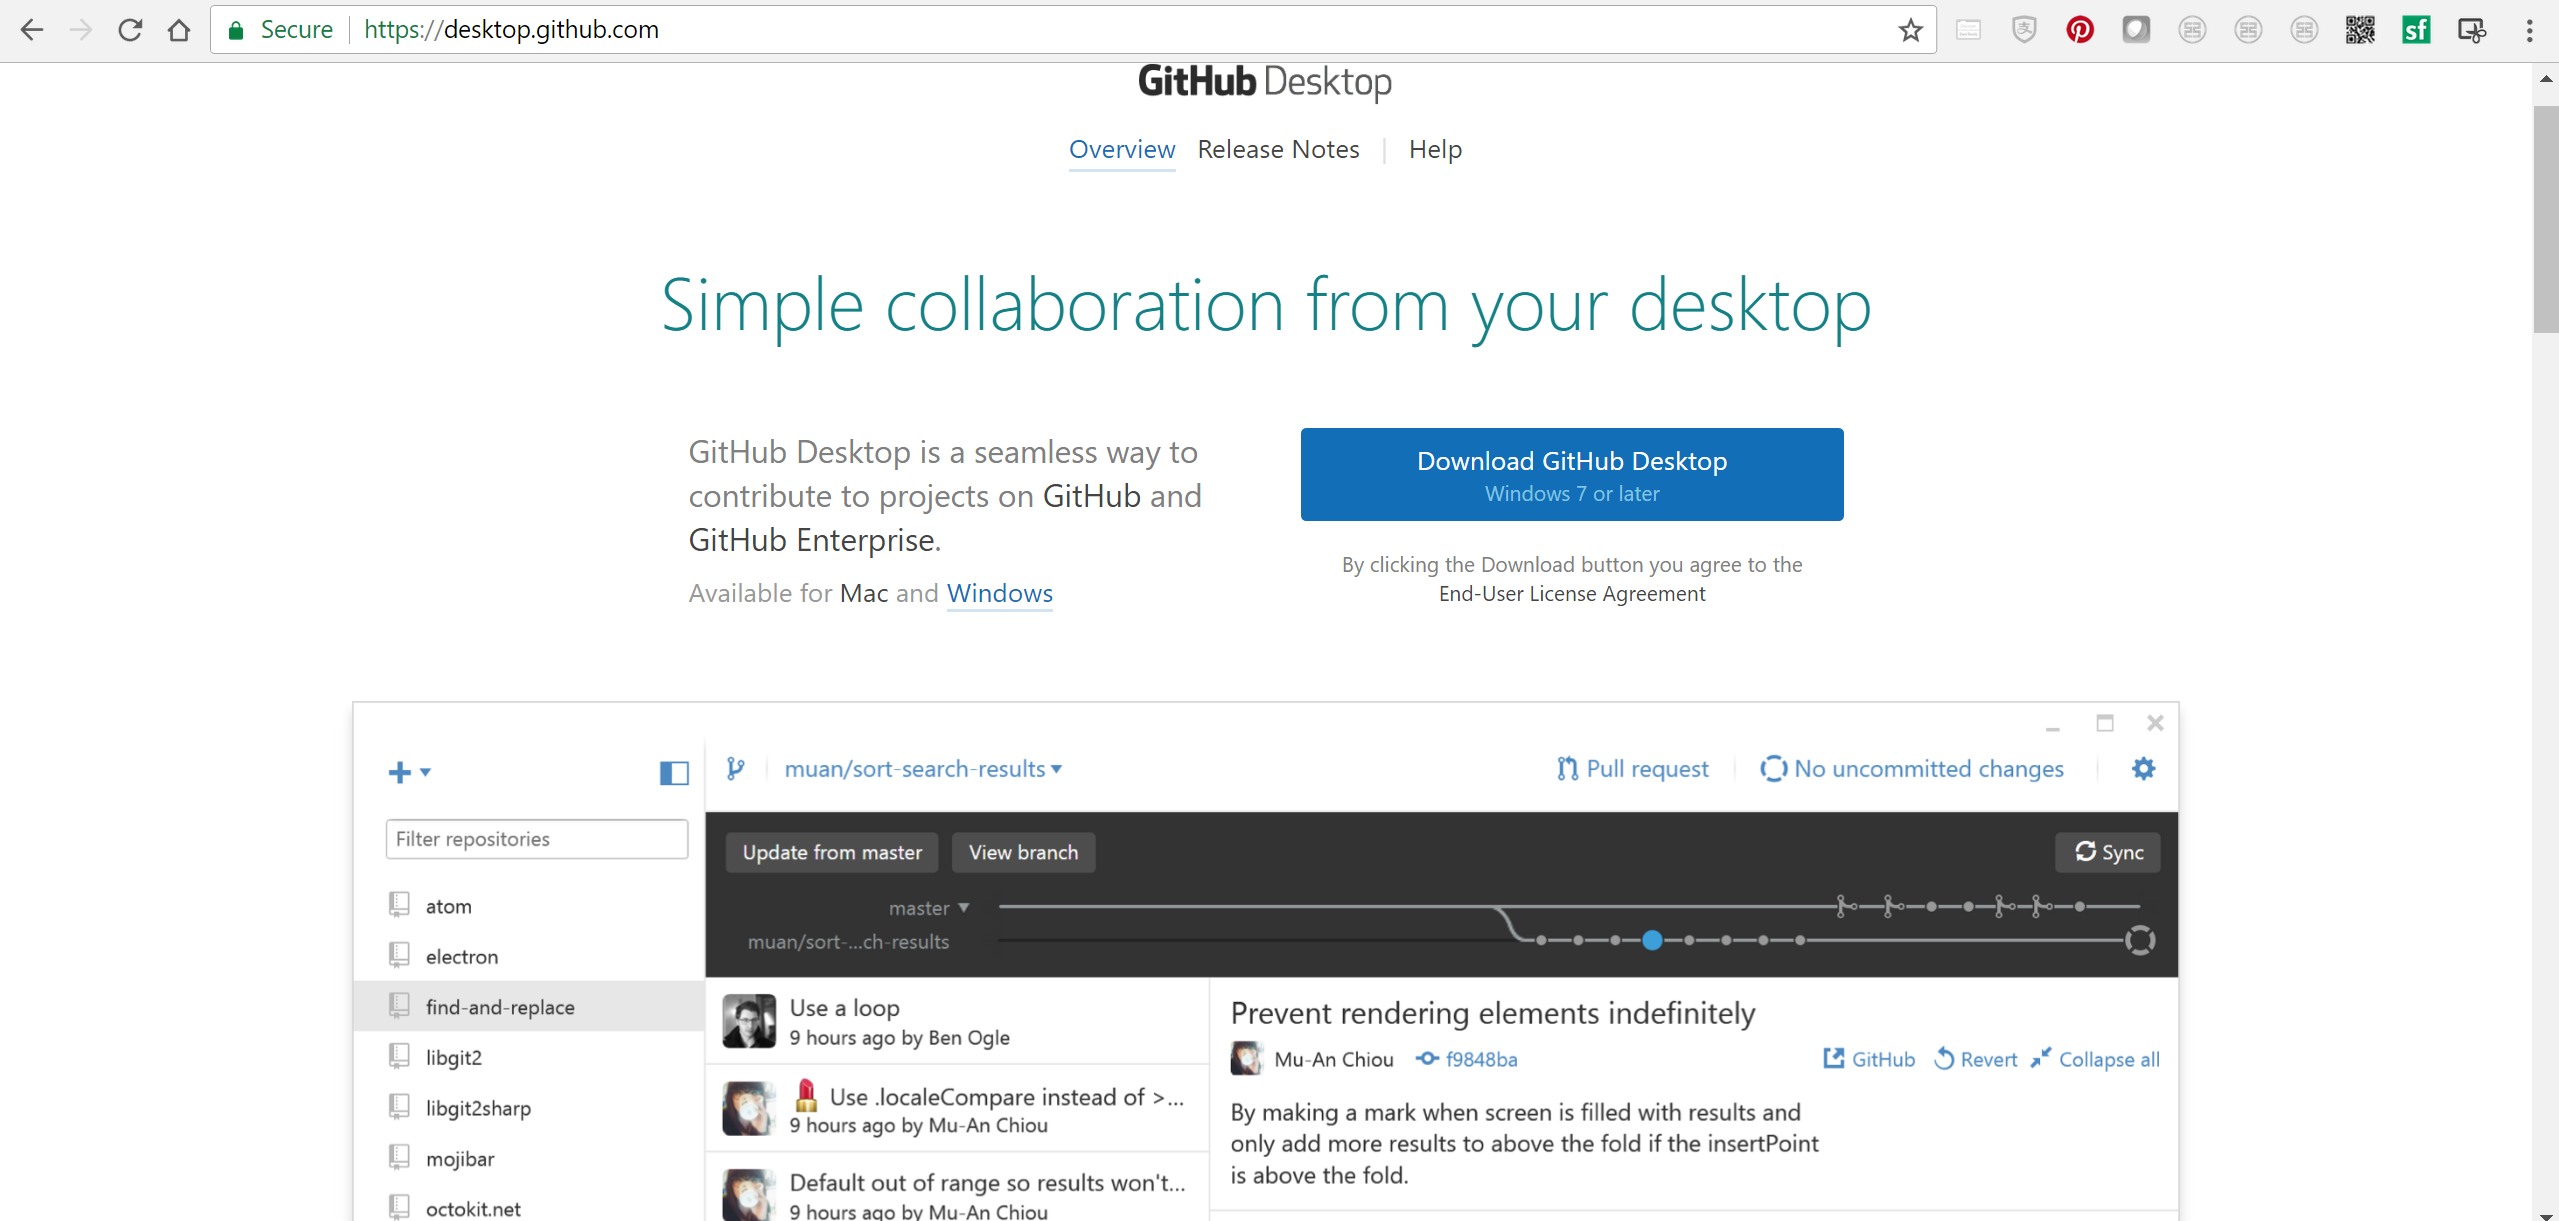 Secure https://desktop.github.com
sf
GitHub Desktop
Overview Release Notes Help
Simple collaboration from your desktop
GitHub Desktop is a seamless way to
contribute to projects on GitHub and
GitHub Enterprise.
Available for Mac and Windows
Download GitHub Desktop
Windows 7 or later
By clicking the Download button you agree to the
End-User License Agreement
muan/sort-search-results Pull request No uncommitted changes
Filter repositories
atom
electron
find-and-replace
libgit2
libgit2sharp
mojibar
octokit.net
Update from master View branch Sync
master
muan/sort-...ch-results
Use a loop
9 hours ago by Ben Ogle
Use .localeCompare instead of >...
9 hours ago by Mu-An Chiou
Default out of range so results won't...
9 hours ago by Mu-An Chiou
Prevent rendering elements indefinitely
Mu-An Chiou f9848ba GitHub Revert Collapse all
By making a mark when screen is filled with results and
only add more results to above the fold if the insertPoint
is above the fold.